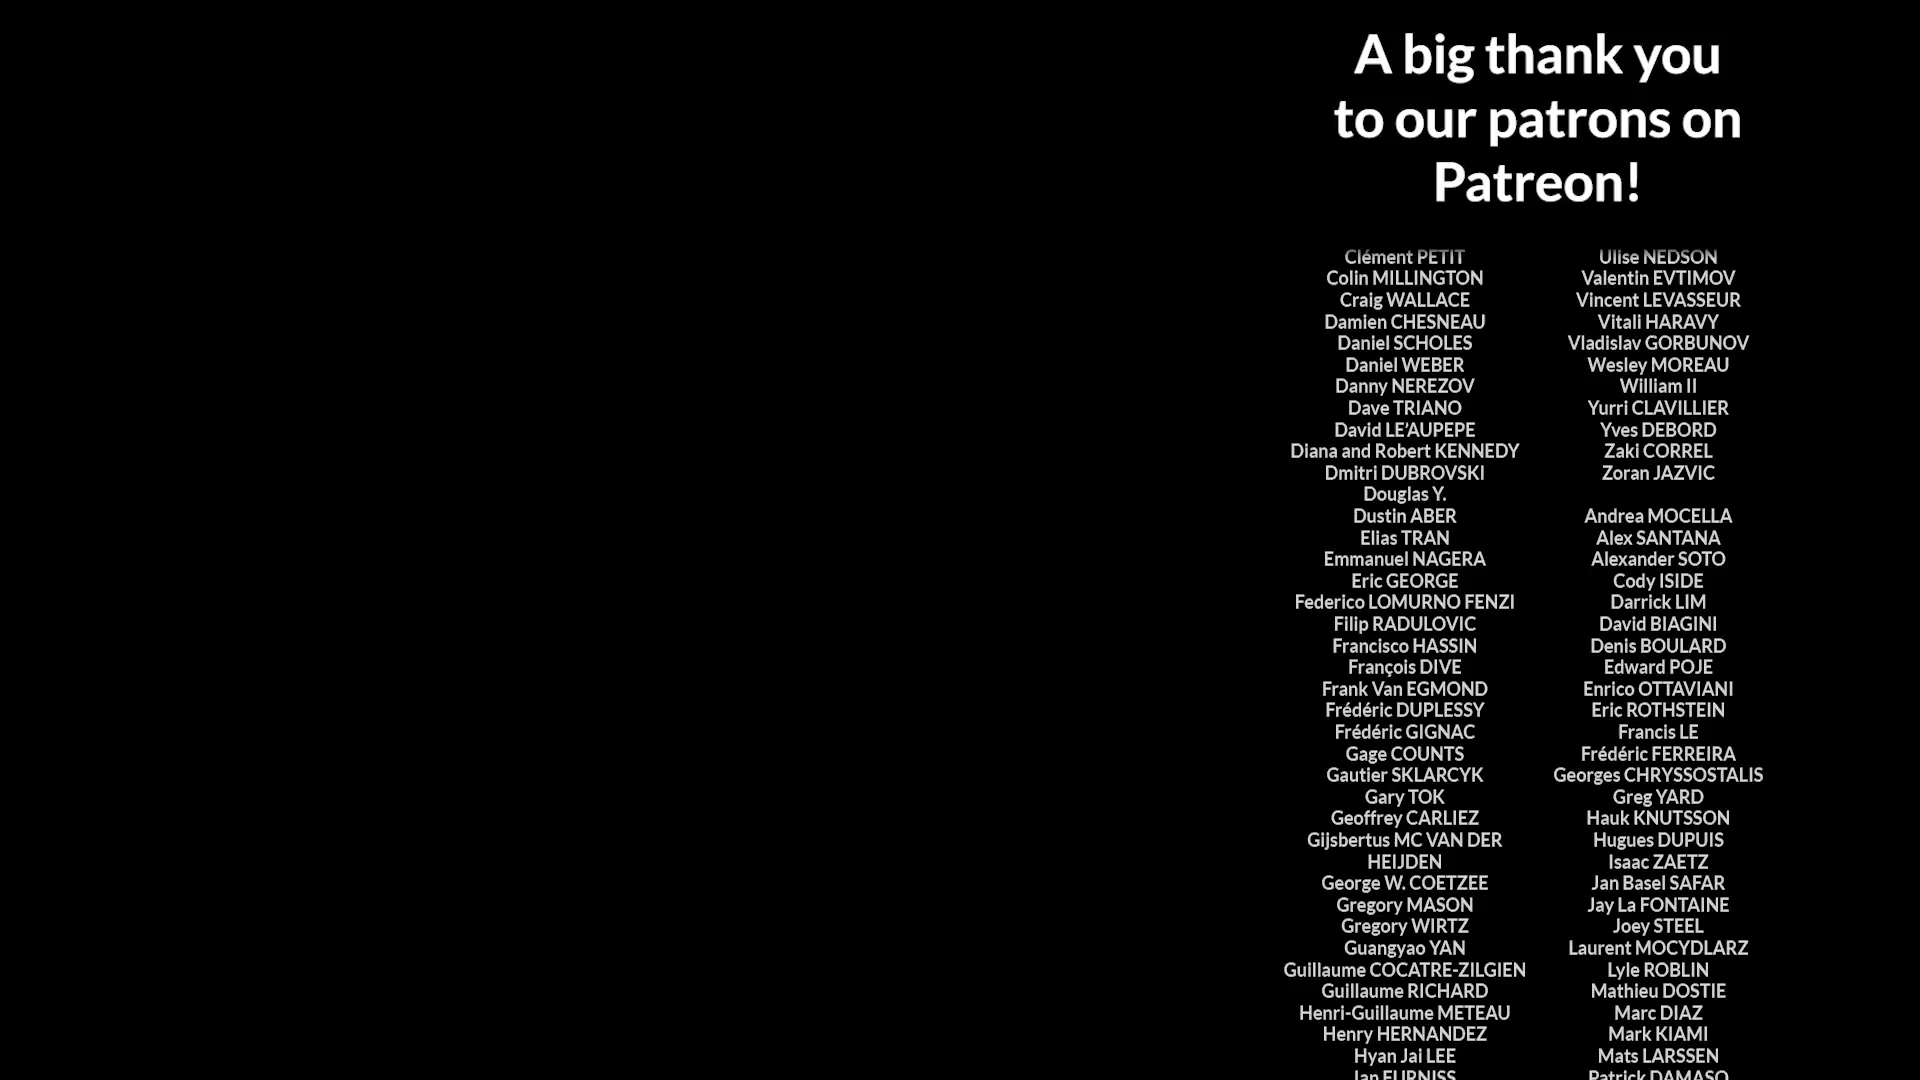 A big thank you
to our patrons on
Patreon!
Clément PETIT
Colin MILLINGTON
Craig WALLACE
Damien CHESNEAU
Daniel SCHOLES
Daniel WEBER
Danny NEREZOV
Dave TRIANO
David LE’AUPEPE
Diana and Robert KENNEDY
Dmitri DUBROVSKI
Douglas Y.
Dustin ABER
Elias TRAN
Emmanuel NAGERA
Eric GEORGE
Federico LOMURNO FENZI
Filip RADULOVIC
Francisco HASSIN
François DIVE
Frank Van EGMOND
Frédéric DUPLESSY
Frédéric GIGNAC
Gage COUNTS
Gautier SKLARCYK
Gary TOK
Geoffrey CARLIEZ
Gijsbertus MC VAN DER
HEIJDEN
George W. COETZEE
Gregory MASON
Gregory WIRTZ
Guangyao YAN
Guillaume COCATRE-ZILGIEN
Guillaume RICHARD
Henri-Guillaume METEAU
Henry HERNANDEZ
Hyan Jai LEE
Ian FURNISS
Ulise NEDSON
Valentin EVTIMOV
Vincent LEVASSEUR
Vitali HARAVY
Vladislav GORBUNOV
Wesley MOREAU
William II
Yurri CLAVILLIER
Yves DEBORD
Zaki CORREL
Zoran JAZVIC
Andrea MOCELLA
Alex SANTANA
Alexander SOTO
Cody ISIDE
Darrick LIM
David BIAGINI
Denis BOULARD
Edward POJE
Enrico OTTAVIANI
Eric ROTHSTEIN
Francis LE
Frédéric FERREIRA
Georges CHRYSSOSTALIS
Greg YARD
Hauk KNUTSSON
Hugues DUPUIS
Isaac ZAETZ
Jan Basel SAFAR
Jay La FONTAINE
Joey STEEL
Laurent MOCYDLARZ
Lyle ROBLIN
Mathieu DOSTIE
Marc DIAZ
Mark KIAMI
Mats LARSSEN
Patrick DAMASO